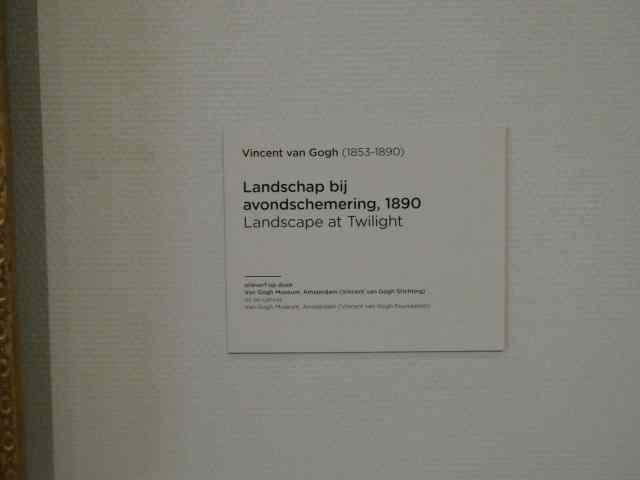 Vincent van Gogh (1853-1890)
Landschap bij
avondschemering, 1890
Landscape at Twilight
olieverf op doek
Van Gogh Museum, Amsterdam (Vincent van Gogh Stichting)
oil on canvas
Van Gogh Museum, Amsterdam (Vincent van Gogh Foundation)